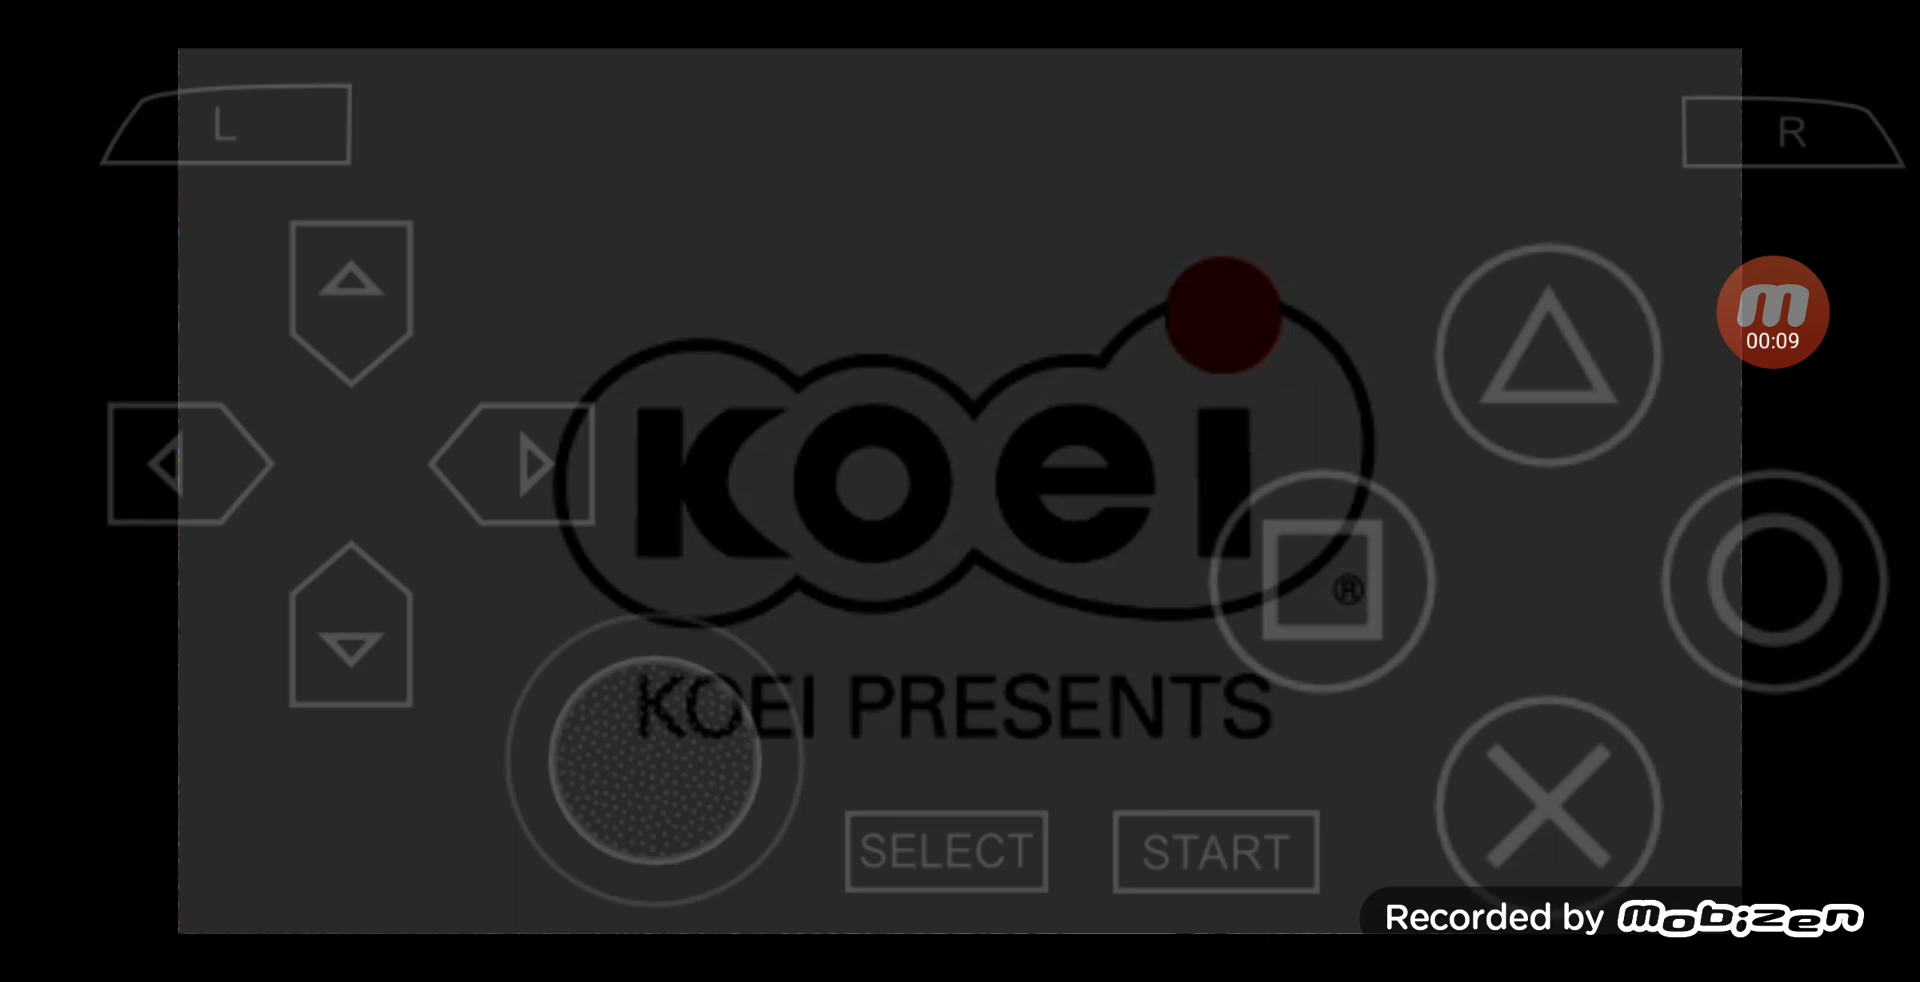 L
R
00:09
koei
®
KOEI PRESENTS
SELECT
START
Recorded by mobizen